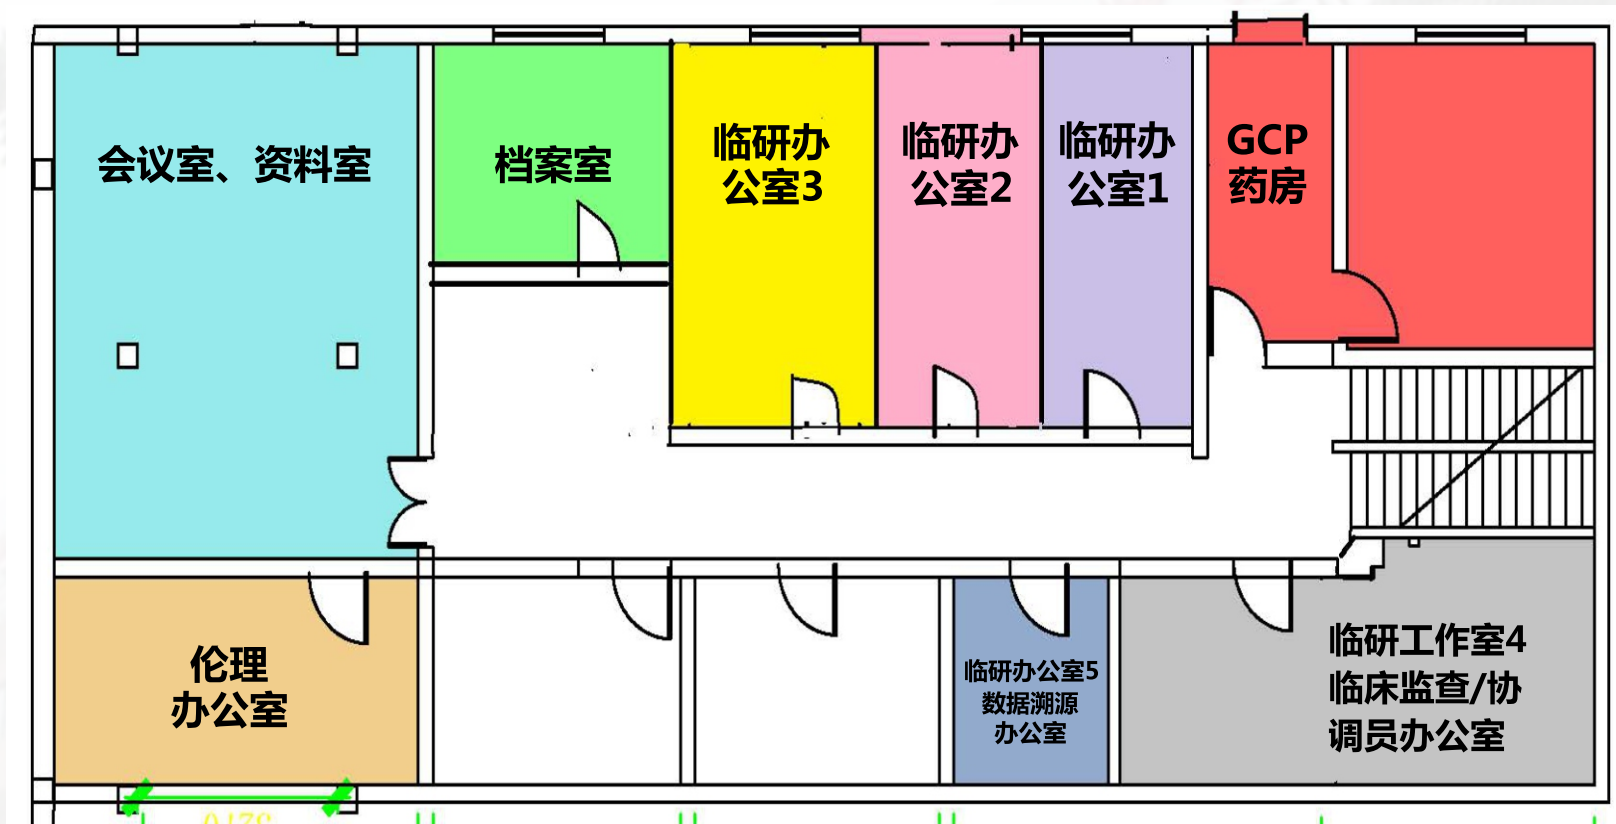 会议室、资料室
档案室
临研办
公室3
临研办
公室2
临研办
公室1
GCP
药房
伦理
办公室
临研办公室5
数据溯源
办公室
临研工作室4
临床监查/协
调员办公室